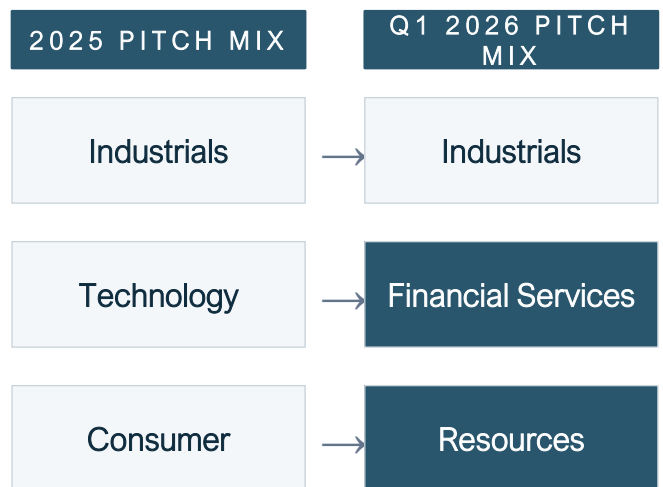 2025 PITCH MIX
Q1 2026 PITCH
MIX
Industrials → Industrials
Technology → Financial Services
Consumer → Resources